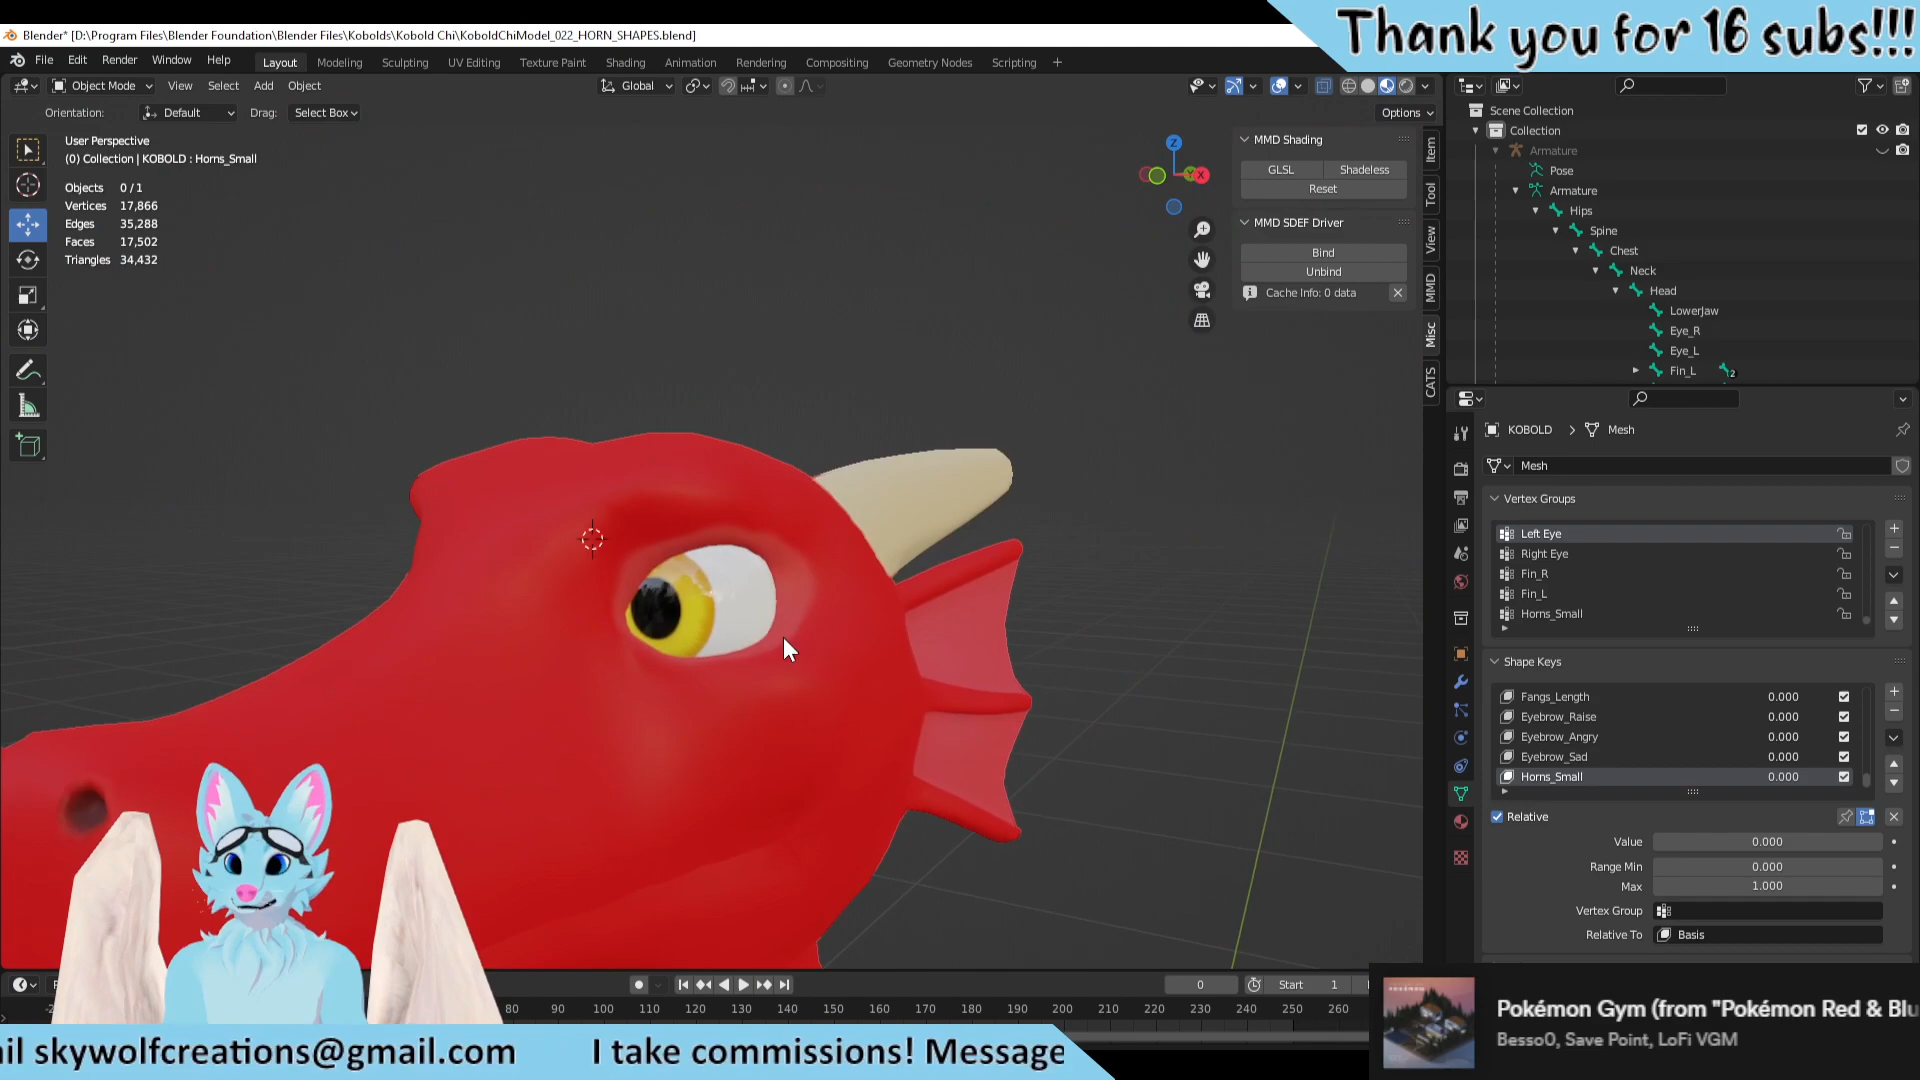 Blender* [D:\Program Files\Blender Foundation\Blender Files\Kobolds\Kobold Chi\KoboldChiModel_022_HORN_SHAPES.blend]
Thank you for 16 subs!!!
File Edit Render Window Help
Layout Modeling Sculpting UV Editing Texture Paint Shading Animation Rendering Compositing Geometry Nodes Scripting
Object Mode View Select Add Object Global
Orientation: Default Drag: Select Box Options
User Perspective
(0) Collection | KOBOLD : Horns_Small
Objects 0 / 1
Vertices 17,866
Edges 35,288
Faces 17,502
Triangles 34,432
Z
Y
X
MMD Shading
GLSL Shadeless
Reset
MMD SDEF Driver
Bind
Unbind
Cache Info: 0 data
Item
Tool
View
MMD
Misc
CATS
Scene Collection
Collection
Armature
Pose
Armature
Hips
Spine
Chest
Neck
Head
LowerJaw
Eye_R
Eye_L
Fin_L 2
KOBOLD > Mesh
Mesh
Vertex Groups
Left Eye
Right Eye
Fin_R
Fin_L
Horns_Small
Shape Keys
Fangs_Length 0.000
Eyebrow_Raise 0.000
Eyebrow_Angry 0.000
Eyebrow_Sad 0.000
Horns_Small 0.000
Relative
Value 0.000
Range Min 0.000
Max 1.000
Vertex Group
Relative To Basis
0 Start 1
80 90 100 110 120 130 140 150 160 170 180 190 200 210 220 230 240 250 260
Pokémon Gym (from "Pokémon Red & Blu
Besso0, Save Point, LoFi VGM
ail skywolfcreations@gmail.com I take commissions! Message